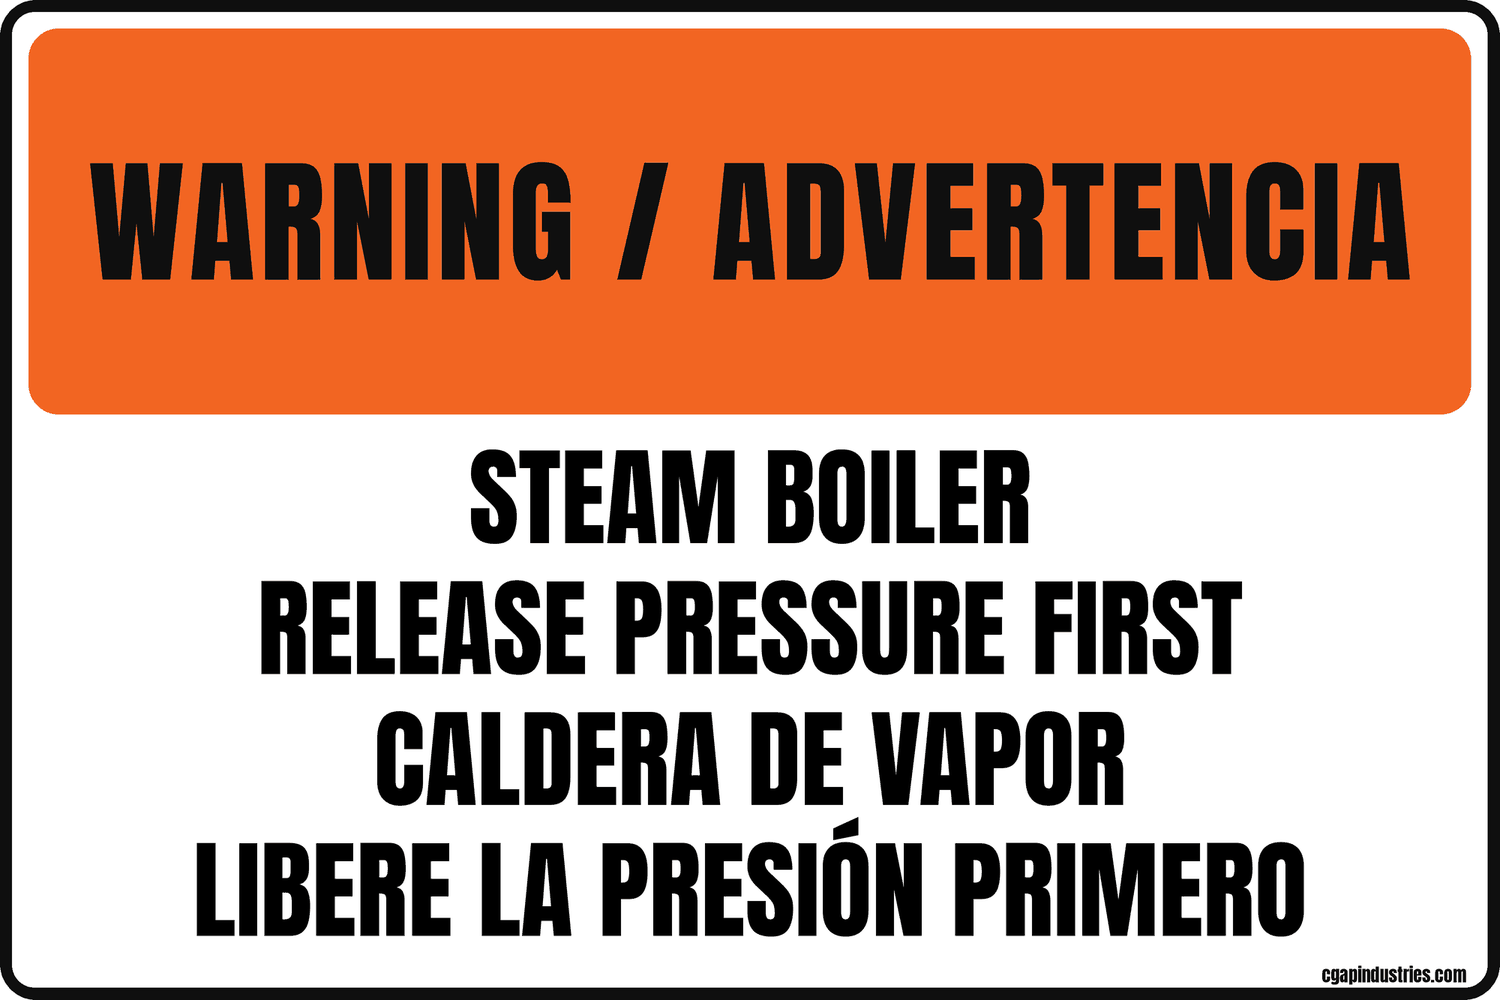 WARNING / ADVERTENCIA
STEAM BOILER
RELEASE PRESSURE FIRST
CALDERA DE VAPOR
LIBERE LA PRESIÓN PRIMERO
cgapindustries.com